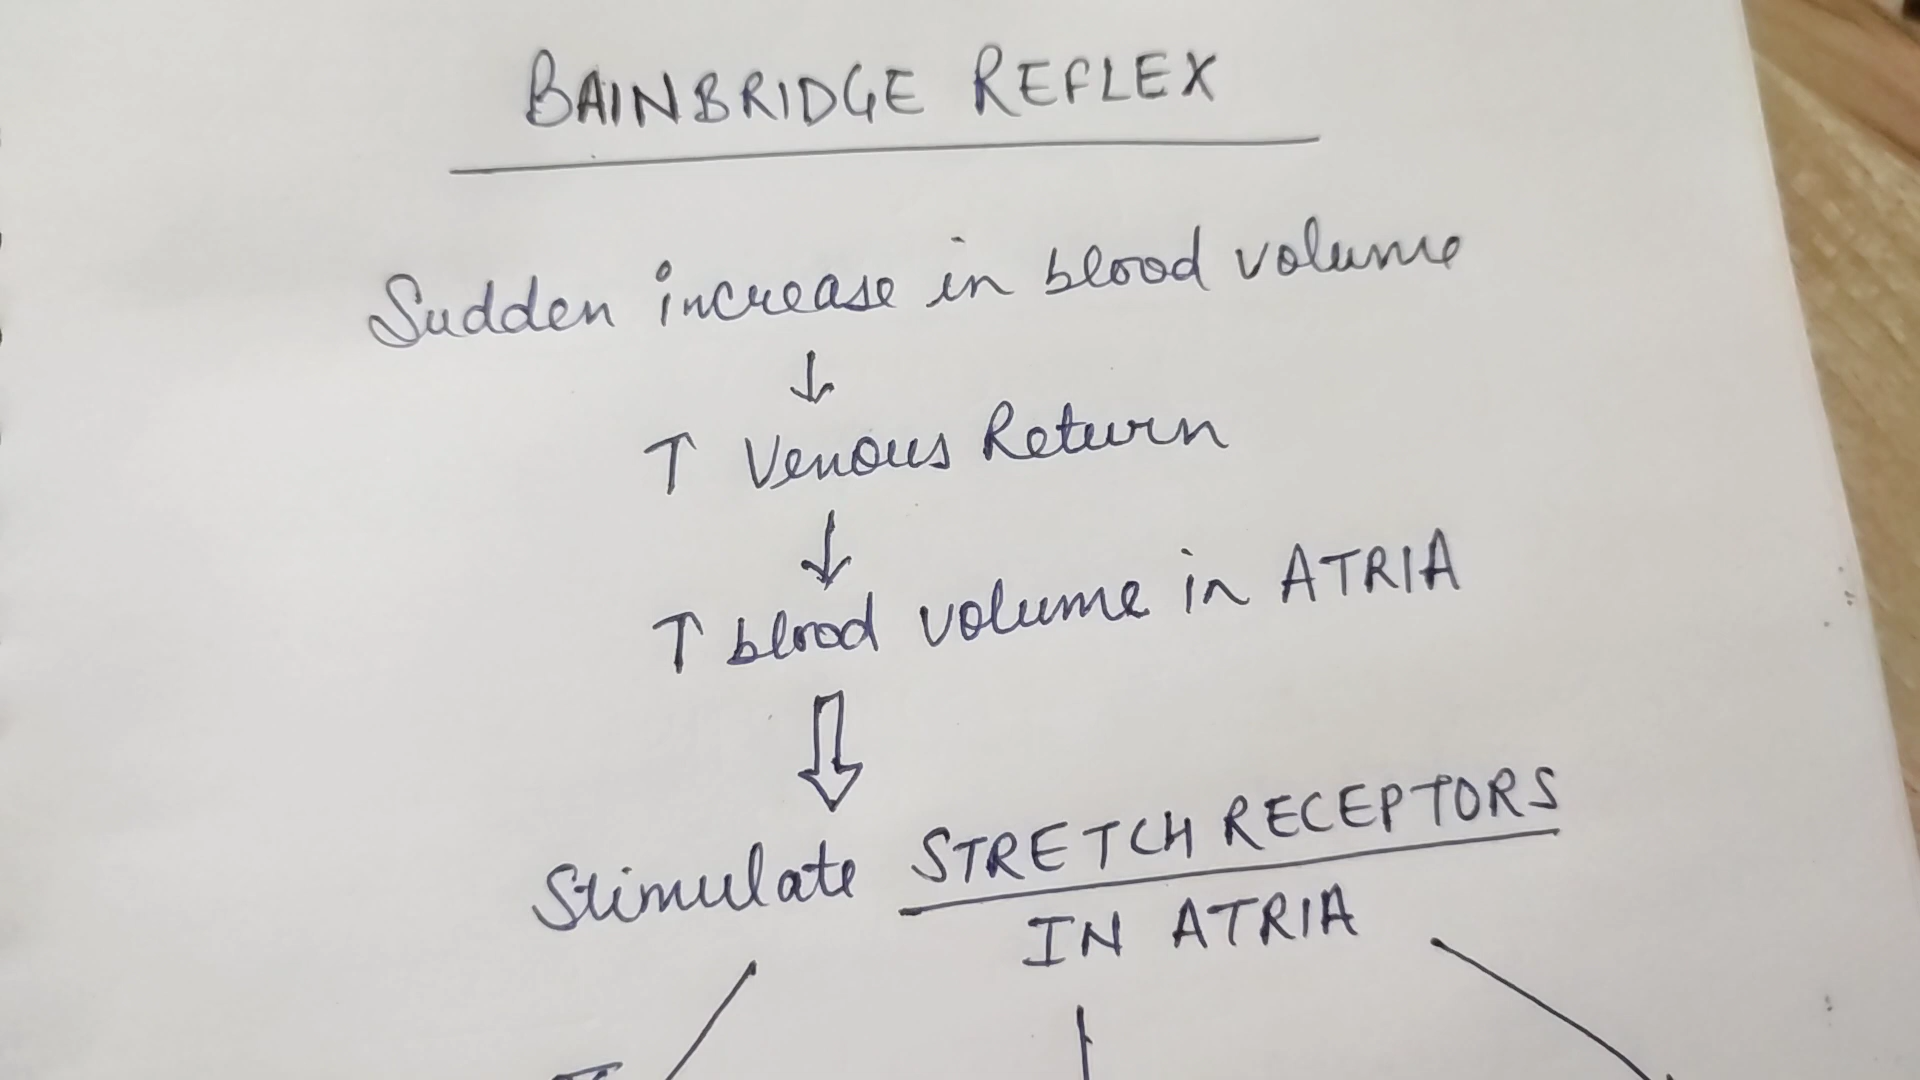 BAINBRIDGE REFLEX
Sudden increase in blood volume
↓
↑ Venous Return
↓
↑ blood volume in ATRIA
⇓
Stimulate STRETCH RECEPTORS
IN ATRIA